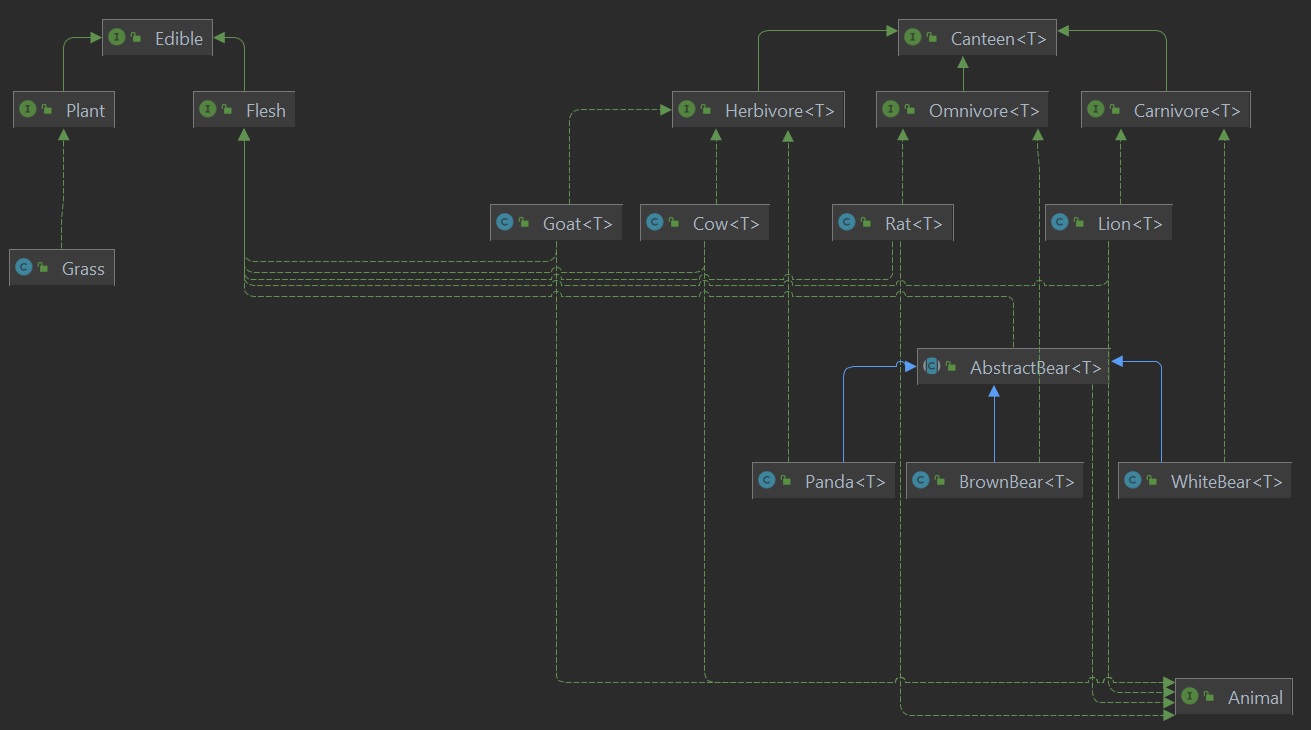 Edible
Canteen<T>
Plant
Flesh
Herbivore<T>
Omnivore<T>
Carnivore<T>
Goat<T>
Cow<T>
Rat<T>
Lion<T>
Grass
AbstractBear<T>
Panda<T>
BrownBear<T>
WhiteBear<T>
Animal